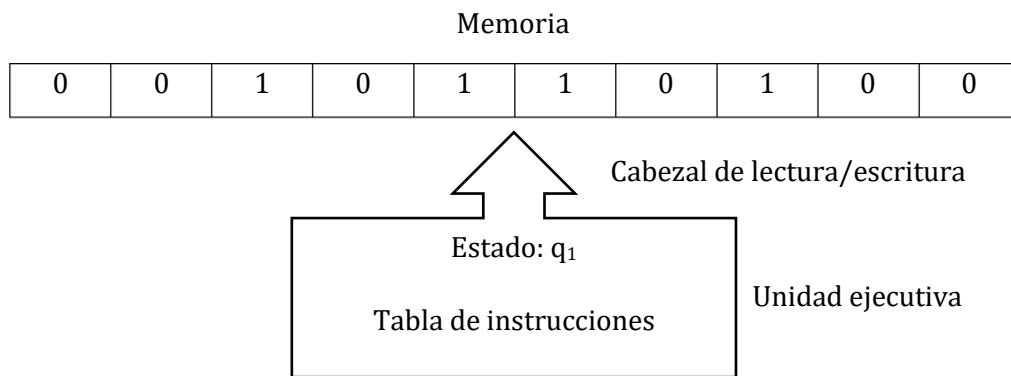 Memoria
0 0 1 0 1 1 0 1 0 0
Cabezal de lectura/escritura
Estado: q₁
Unidad ejecutiva
Tabla de instrucciones